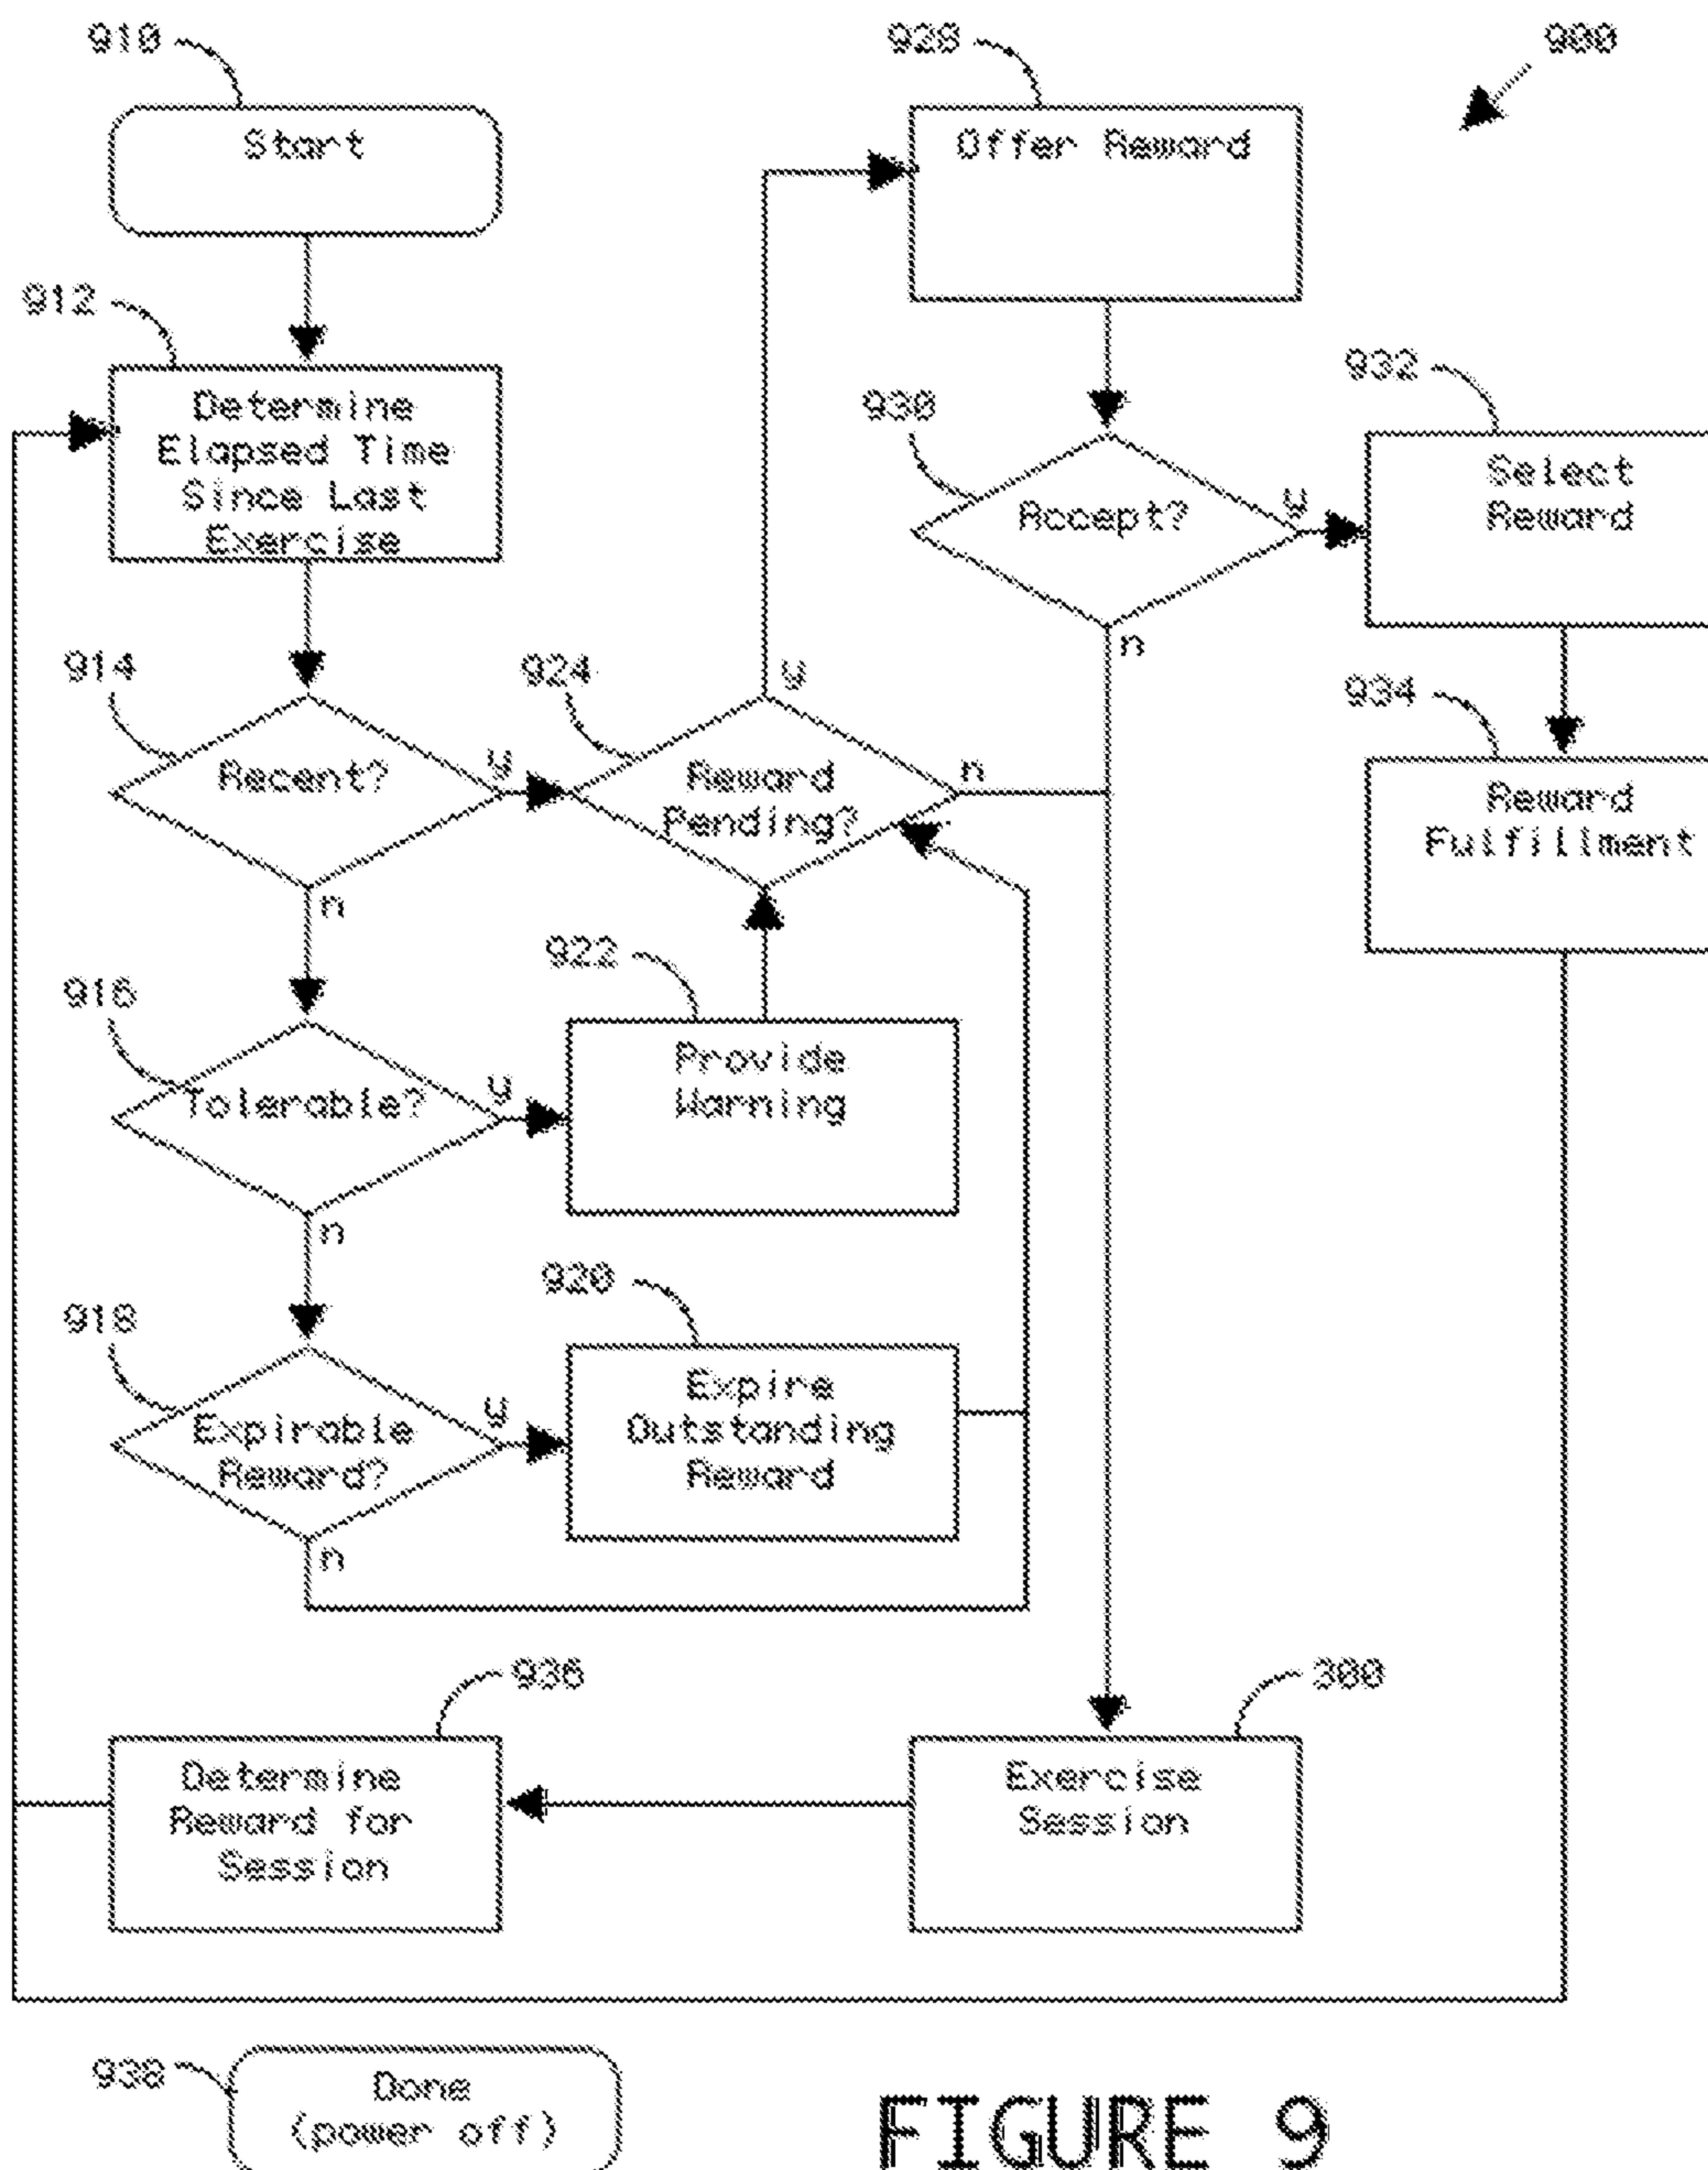 910
928
900
Start
Offer Reward
912
Determine
Elapsed Time
Since Last
Exercise
930
Accept?
y
n
932
Select
Reward
914
Recent?
y
n
924
Reward
Pending?
y
n
934
Reward
Fulfillment
916
Tolerable?
y
n
922
Provide
Warning
918
Expirable
Reward?
y
n
920
Expire
Outstanding
Reward
936
Determine
Reward for
Session
300
Exercise
Session
938
Done
(power off)
FIGURE 9